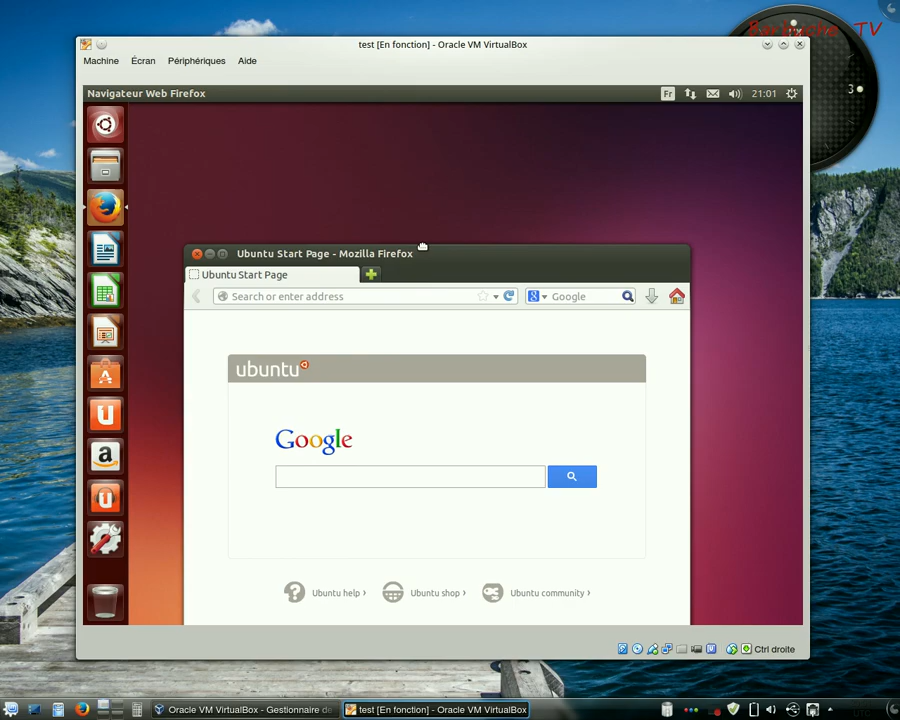 Barbuche TV
test [En fonction] - Oracle VM VirtualBox
Machine Écran Périphériques Aide
Navigateur Web Firefox Fr 21:01
3
Ubuntu Start Page - Mozilla Firefox
Ubuntu Start Page
Search or enter address Google
ubuntu
Google
Ubuntu help › Ubuntu shop › Ubuntu community ›
Ctrl droite
Oracle VM VirtualBox - Gestionnaire de test [En fonction] - Oracle VM VirtualBox